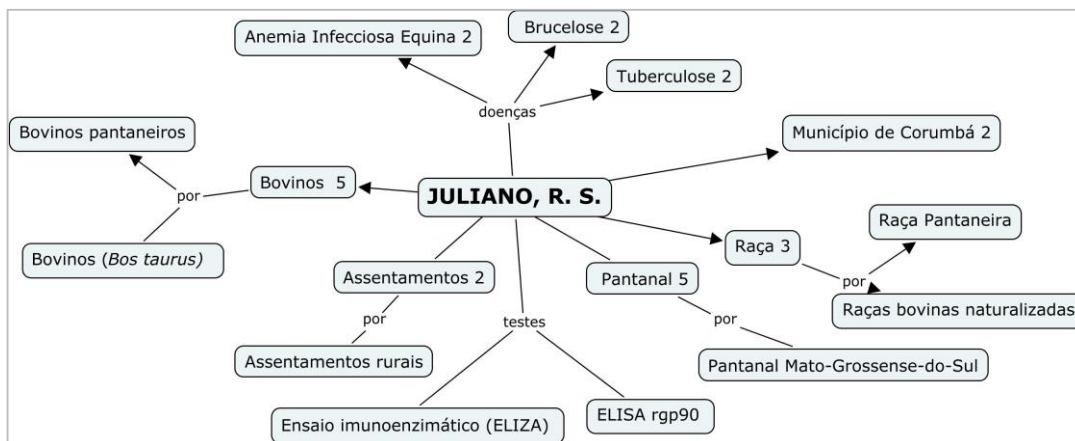 Anemia Infecciosa Equina 2
Brucelose 2
Tuberculose 2
doenças
Bovinos pantaneiros
Município de Corumbá 2
por
Bovinos 5
JULIANO, R. S.
Raça Pantaneira
Bovinos (Bos taurus)
Raça 3
Assentamentos 2
Pantanal 5
por
Raças bovinas naturalizadas
por
testes
por
Assentamentos rurais
Pantanal Mato-Grossense-do-Sul
Ensaio imunoenzimático (ELIZA)
ELISA rgp90